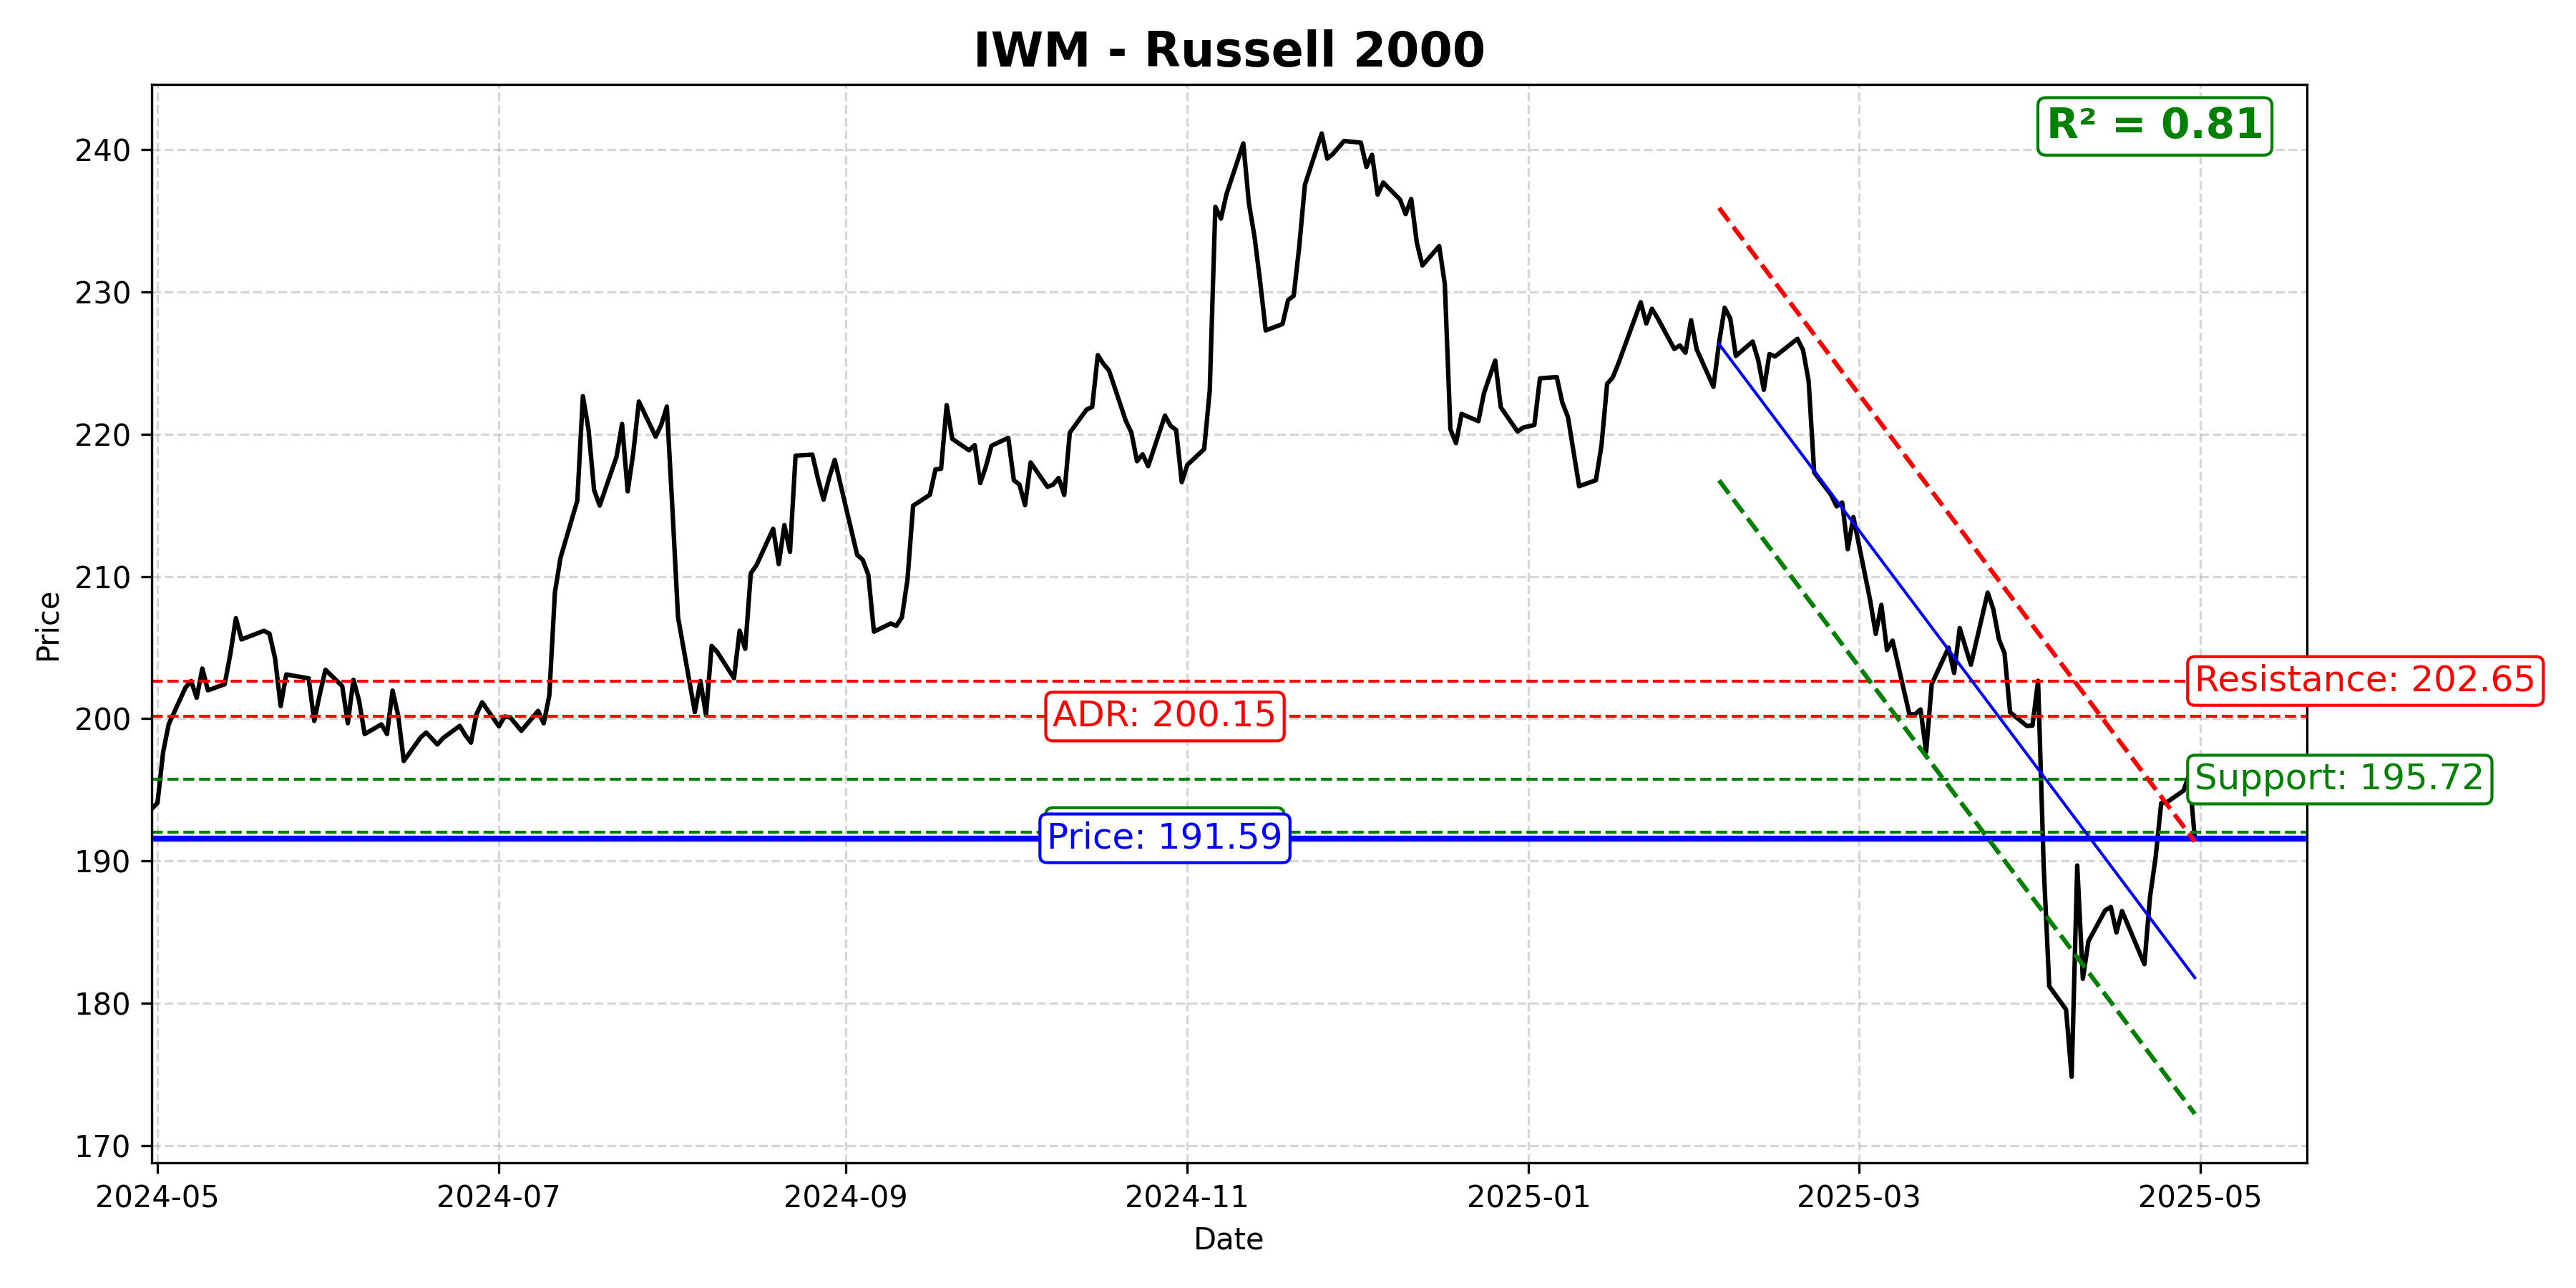 IWM - Russell 2000
R² = 0.81
240
230
220
210
200
190
180
170
Price
Resistance: 202.65
ADR: 200.15
Support: 195.72
Price: 191.59
2024-05
2024-07
2024-09
2024-11
2025-01
2025-03
2025-05
Date